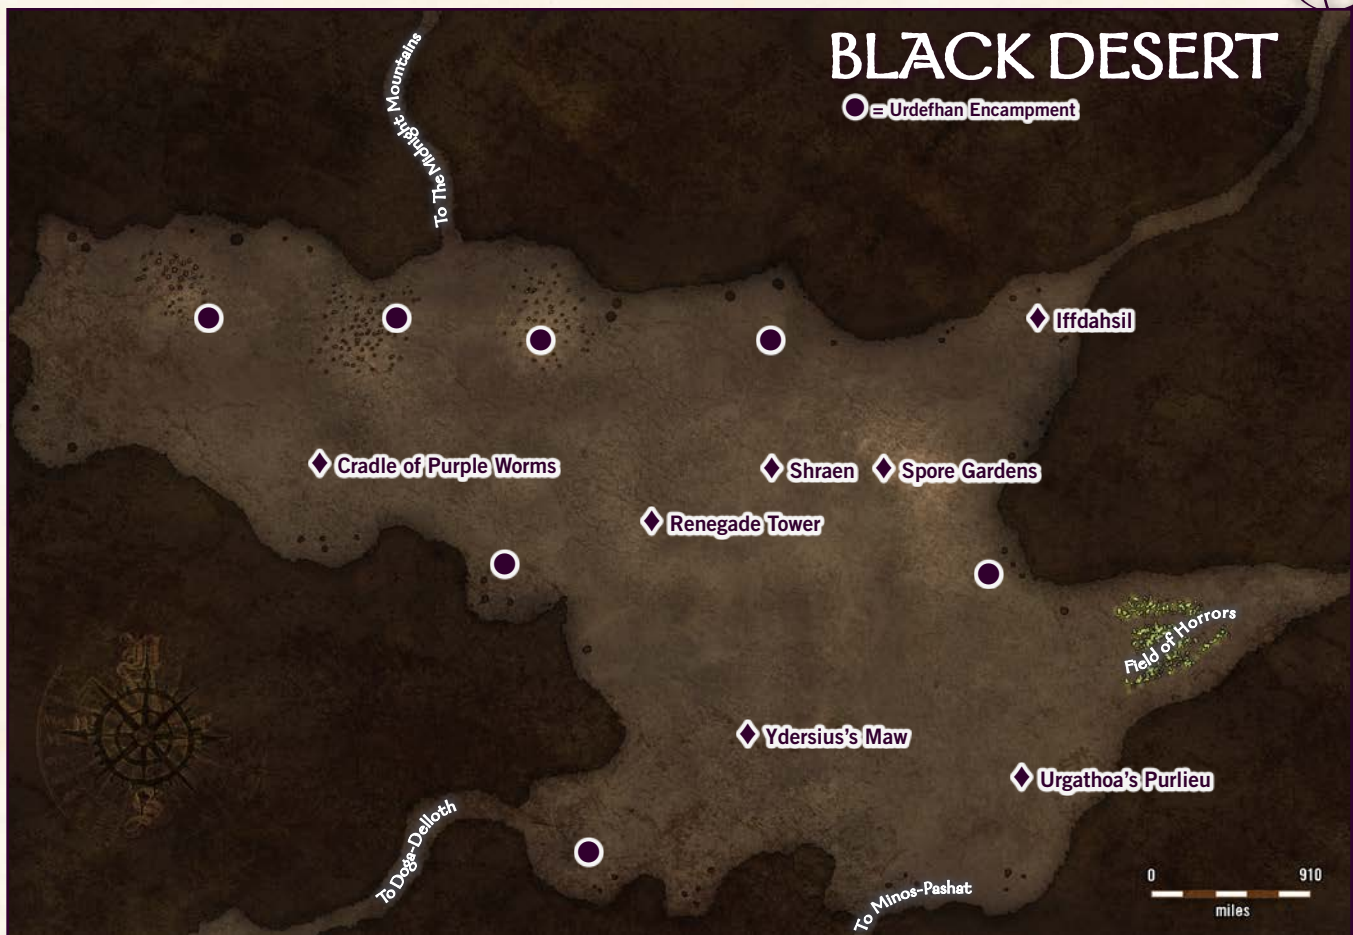 BLACK DESERT
= Urdefhan Encampment
To The Midnight Mountains
Iffdahsil
Cradle of Purple Worms
Shraen
Spore Gardens
Renegade Tower
Field of Horrors
Ydersius's Maw
Urgathoa's Purlieu
To Doga-Delloth
To Minos-Pashat
0 910
miles